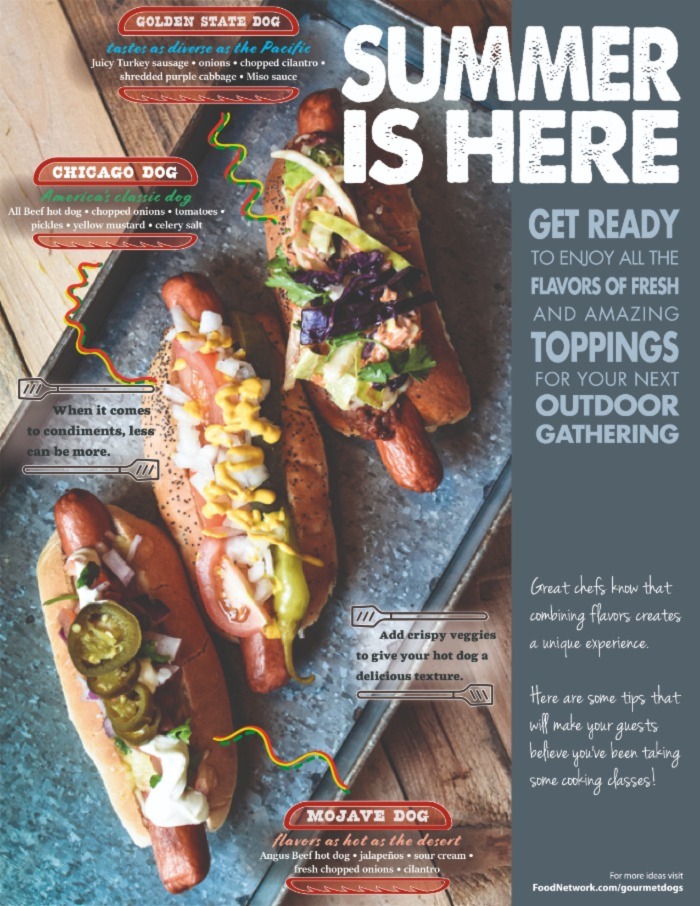 GOLDEN STATE DOG
tastes as diverse as the Pacific
Juicy Turkey sausage • onions • chopped cilantro •
shredded purple cabbage • Miso sauce
SUMMER
IS HERE
CHICAGO DOG
America's classic dog
All Beef hot dog • chopped onions • tomatoes •
pickles • yellow mustard • celery salt
GET READY
TO ENJOY ALL THE
FLAVORS OF FRESH
AND AMAZING
TOPPINGS
FOR YOUR NEXT
OUTDOOR
GATHERING
When it comes
to condiments, less
can be more.
Great chefs know that
combining flavors creates
a unique experience.
Add crispy veggies
to give your hot dog a
delicious texture.
Here are some tips that
will make your guests
believe you've been taking
some cooking classes!
MOJAVE DOG
flavors as hot as the desert
Angus Beef hot dog • jalapeños • sour cream •
fresh chopped onions • cilantro
For more ideas visit
FoodNetwork.com/gourmetdogs